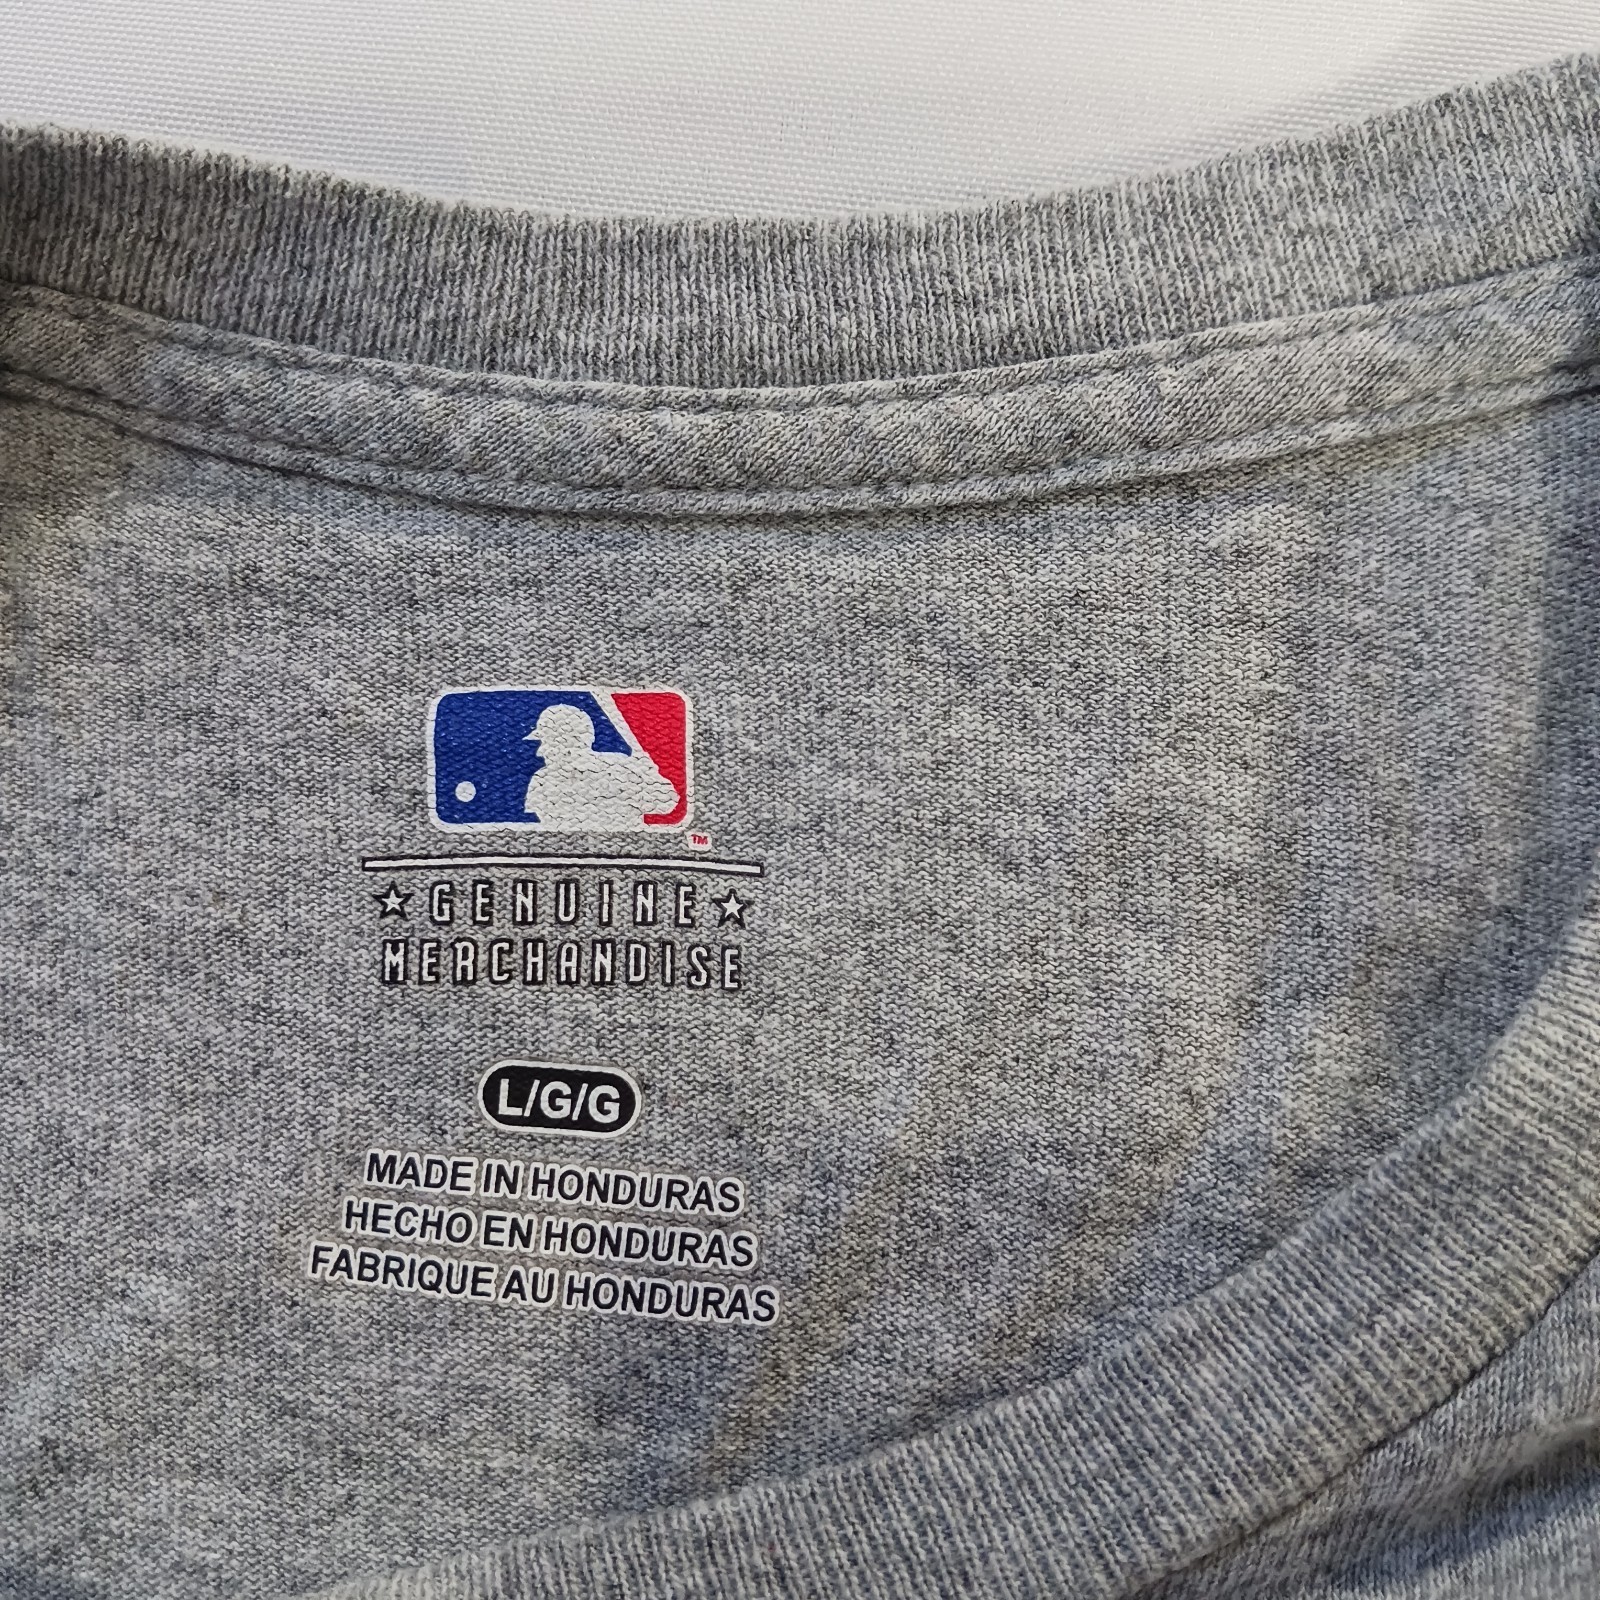 ™
★GENUINE★
MERCHANDISE
L/G/G
MADE IN HONDURAS
HECHO EN HONDURAS
FABRIQUE AU HONDURAS